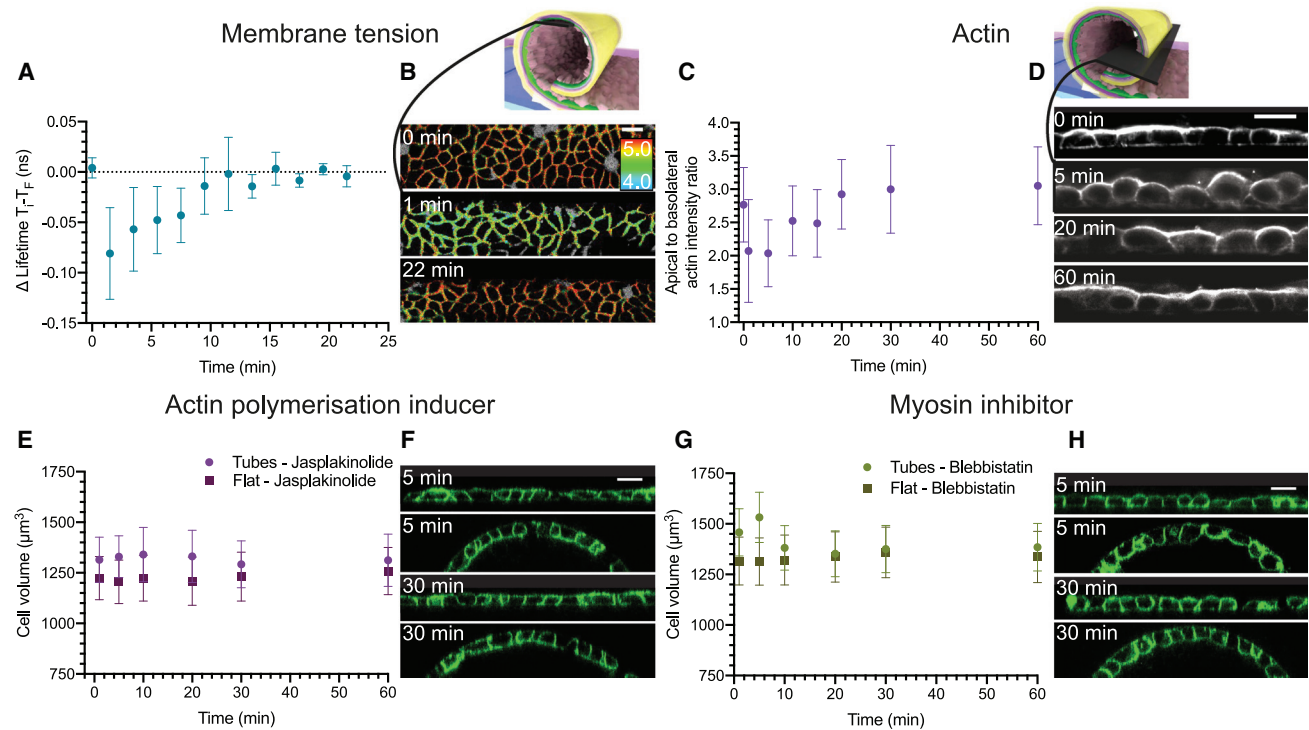 Membrane tension
Actin
A
B
C
D
Δ Lifetime T_i-T_F (ns)
0.05
0.00
-0.05
-0.10
-0.15
0
5
10
15
20
25
Time (min)
0 min
5.0
4.0
1 min
22 min
Apical to basolateral
actin intensity ratio
4.0
3.5
3.0
2.5
2.0
1.5
1.0
0
10
20
30
40
50
60
Time (min)
0 min
5 min
20 min
60 min
Actin polymerisation inducer
Myosin inhibitor
E
F
G
H
Cell volume (μm³)
1750
1500
1250
1000
750
Tubes - Jasplakinolide
Flat - Jasplakinolide
0
10
20
30
40
50
60
Time (min)
5 min
5 min
30 min
30 min
Cell volume (μm³)
1750
1500
1350
1000
750
Tubes - Blebbistatin
Flat - Blebbistatin
0
10
20
30
40
50
60
Time (min)
5 min
5 min
30 min
30 min